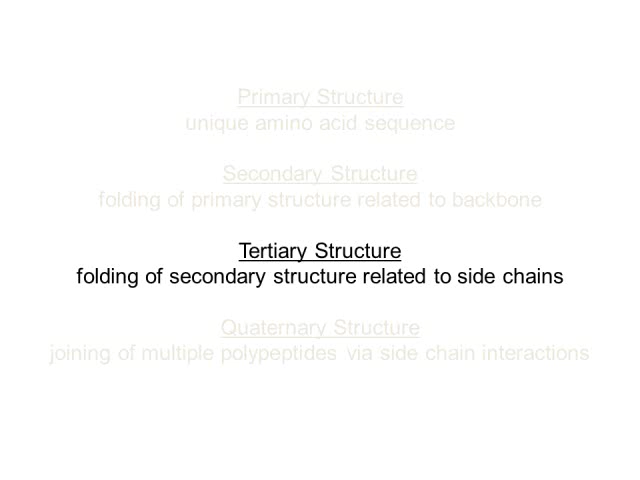 Primary Structure
unique amino acid sequence
Secondary Structure
folding of primary structure related to backbone
Tertiary Structure
folding of secondary structure related to side chains
Quaternary Structure
joining of multiple polypeptides via side chain interactions